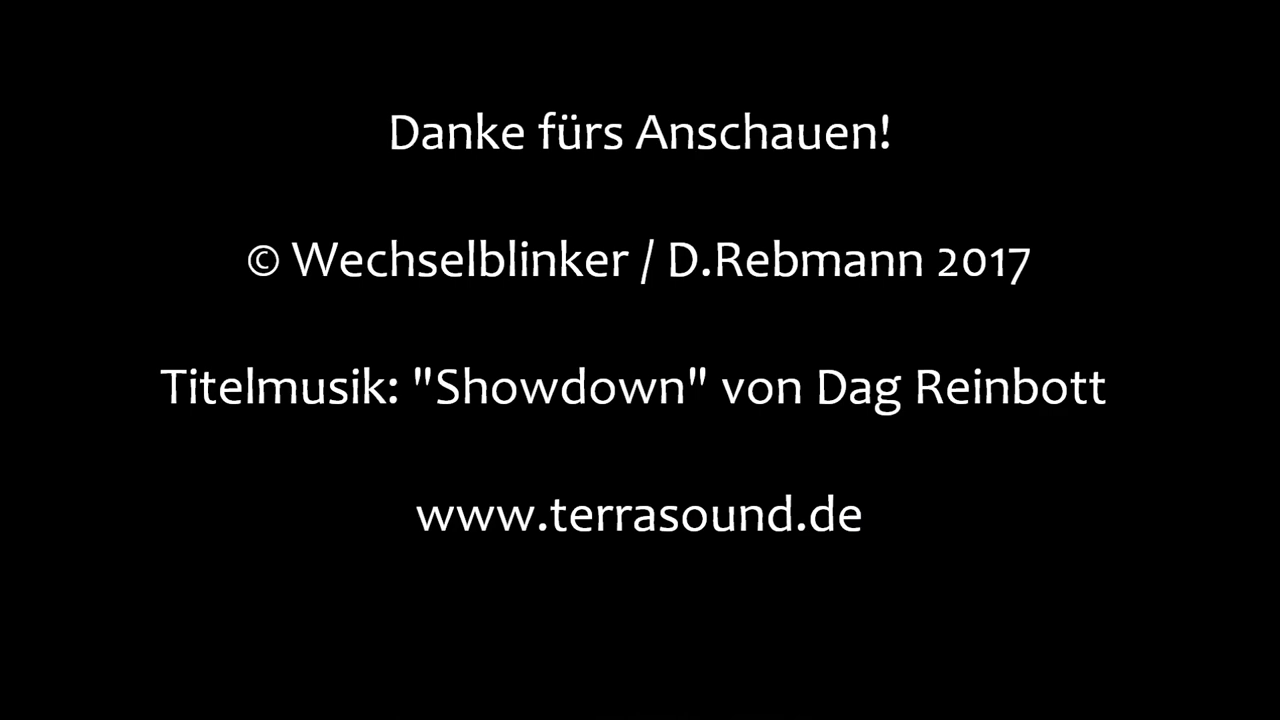 Danke fürs Anschauen!
© Wechselblinker / D.Rebmann 2017
Titelmusik: "Showdown" von Dag Reinbott
www.terrasound.de